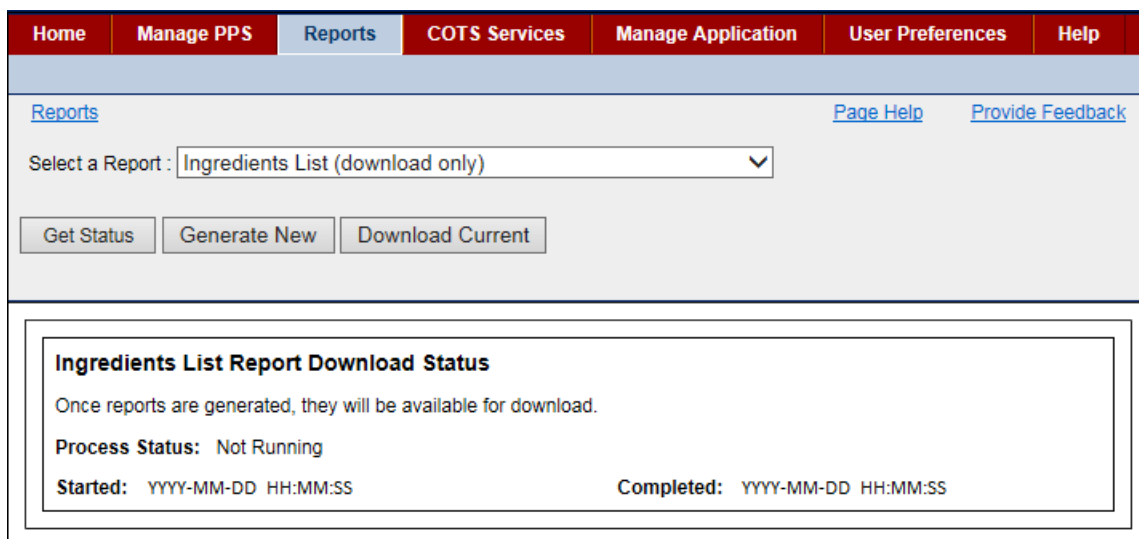 Home Manage PPS Reports COTS Services Manage Application User Preferences Help
Reports Page Help Provide Feedback
Select a Report : Ingredients List (download only)
Get Status Generate New Download Current
Ingredients List Report Download Status
Once reports are generated, they will be available for download.
Process Status: Not Running
Started: YYYY-MM-DD HH:MM:SS Completed: YYYY-MM-DD HH:MM:SS